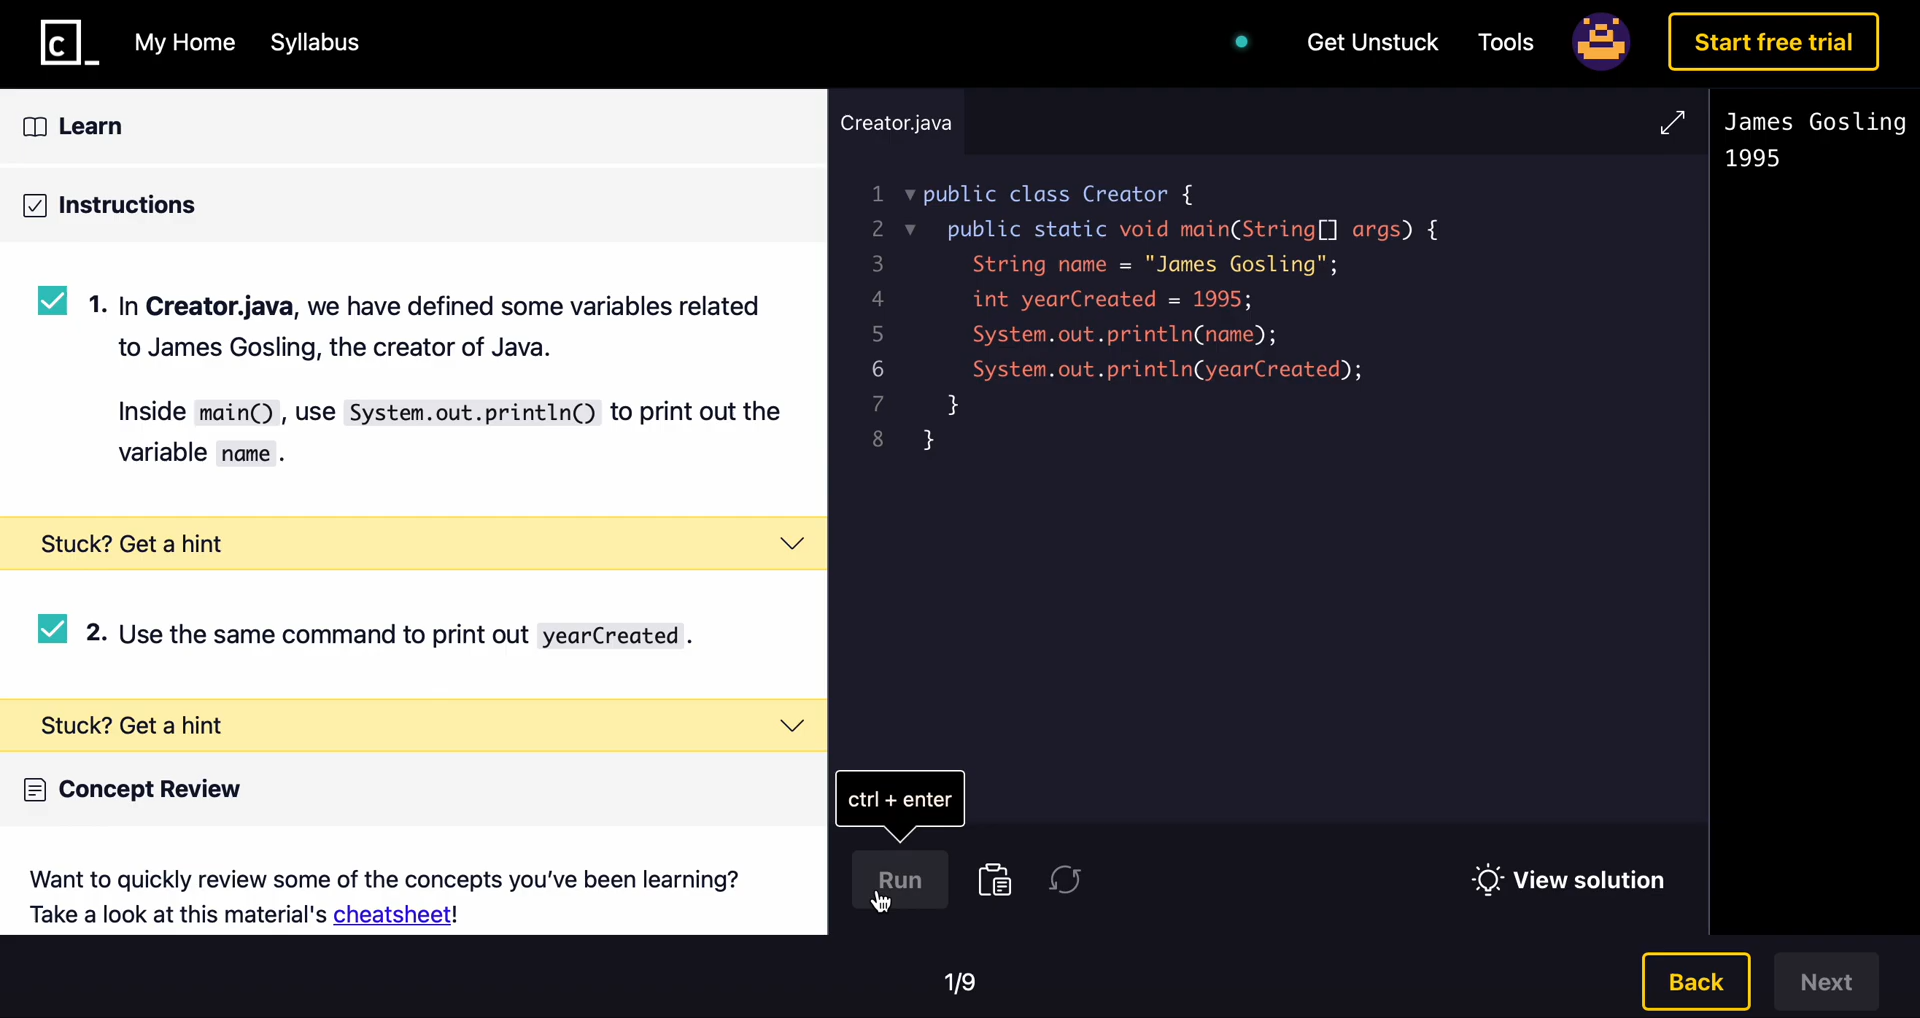 c_
My Home
Syllabus
Get Unstuck
Tools
Start free trial
Learn
Instructions
1. In Creator.java, we have defined some variables related
to James Gosling, the creator of Java.
Inside main(), use System.out.println() to print out the
variable name.
Stuck? Get a hint
2. Use the same command to print out yearCreated.
Stuck? Get a hint
Concept Review
Want to quickly review some of the concepts you've been learning?
Take a look at this material's cheatsheet!
Creator.java
1 public class Creator {
2   public static void main(String[] args) {
3     String name = "James Gosling";
4     int yearCreated = 1995;
5     System.out.println(name);
6     System.out.println(yearCreated);
7   }
8 }
ctrl + enter
Run
View solution
James Gosling
1995
1/9
Back
Next